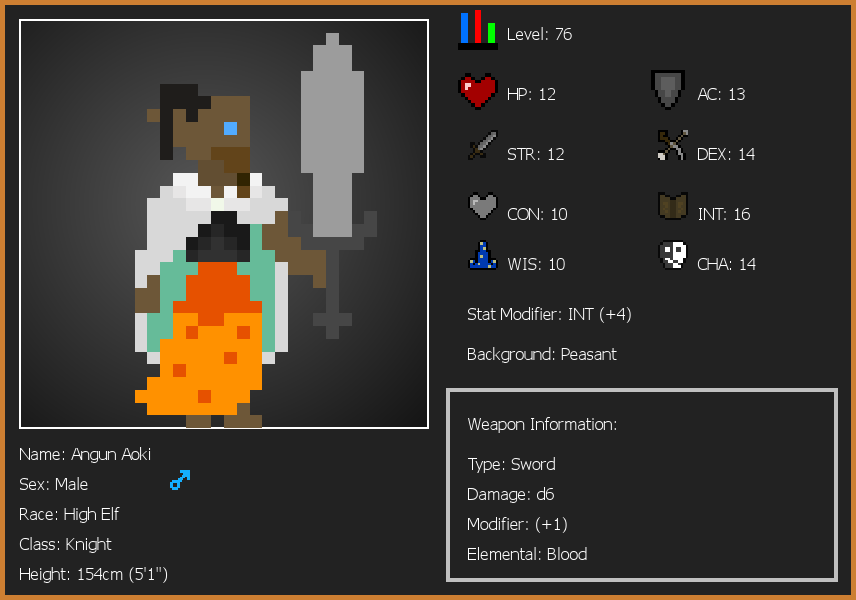 Level: 76
HP: 12
AC: 13
STR: 12
DEX: 14
CON: 10
INT: 16
WIS: 10
CHA: 14
Stat Modifier: INT (+4)
Background: Peasant
Weapon Information:
Type: Sword
Damage: d6
Modifier: (+1)
Elemental: Blood
Name: Angun Aoki
Sex: Male
Race: High Elf
Class: Knight
Height: 154cm (5'1")